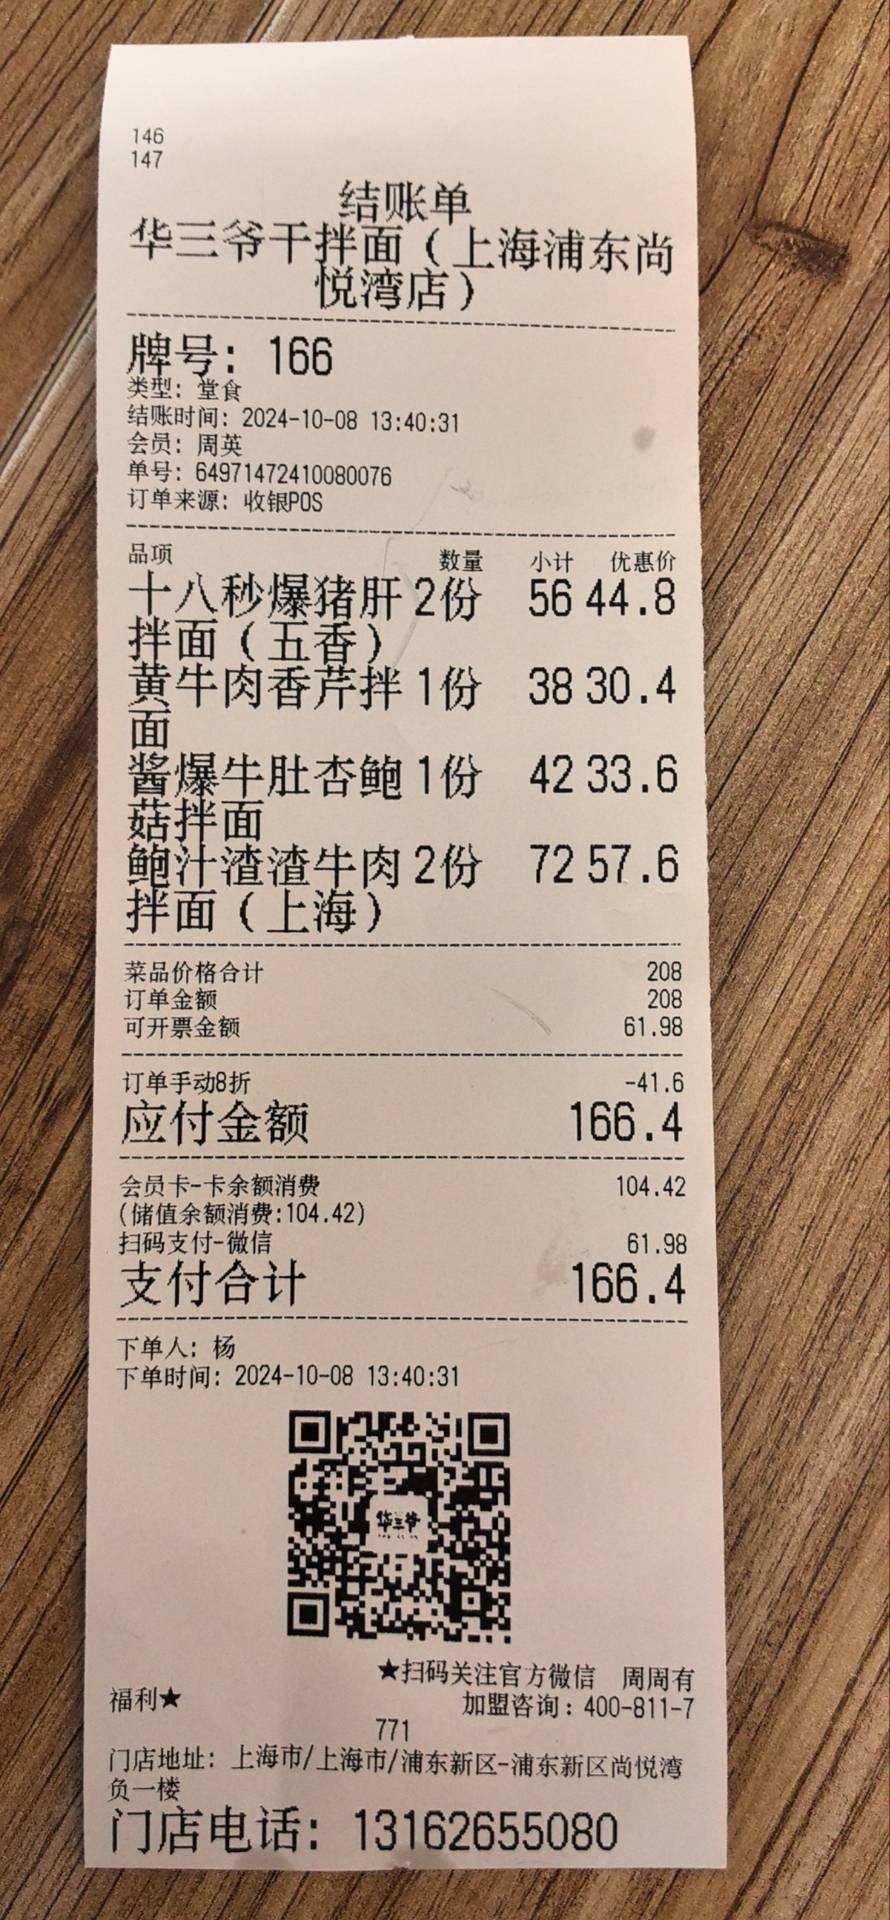 146
147
结账单
华三爷干拌面（上海浦东尚
悦湾店）
牌号: 166
类型: 堂食
结账时间: 2024-10-08 13:40:31
会员: 周英
单号: 64971472410080076
订单来源: 收银POS
品项 数量 小计 优惠价
十八秒爆猪肝 2份 56 44.8
拌面（五香）
黄牛肉香芹拌 1份 38 30.4
面
酱爆牛肚杏鲍 1份 42 33.6
菇拌面
鲍汁渣渣牛肉 2份 72 57.6
拌面（上海）
菜品价格合计 208
订单金额 208
可开票金额 61.98
订单手动8折 -41.6
应付金额 166.4
会员卡-卡余额消费 104.42
(储值余额消费:104.42)
扫码支付-微信 61.98
支付合计 166.4
下单人: 杨
下单时间: 2024-10-08 13:40:31
华三爷
★扫码关注官方微信 周周有
福利★ 加盟咨询：400-811-7
771
门店地址: 上海市/上海市/浦东新区-浦东新区尚悦湾
负一楼
门店电话: 13162655080